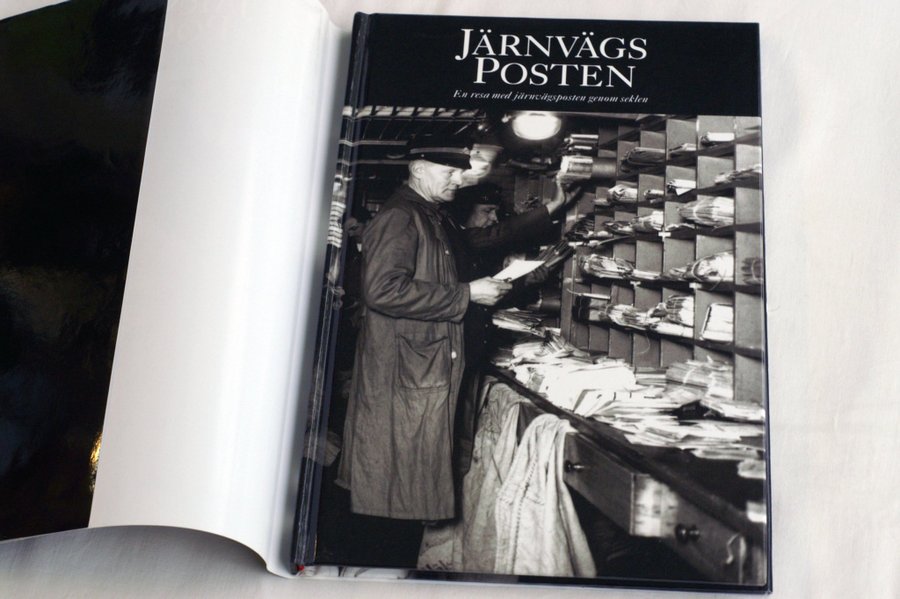 JÄRNVÄGS
POSTEN
En resa med järnvägsposten genom seklen